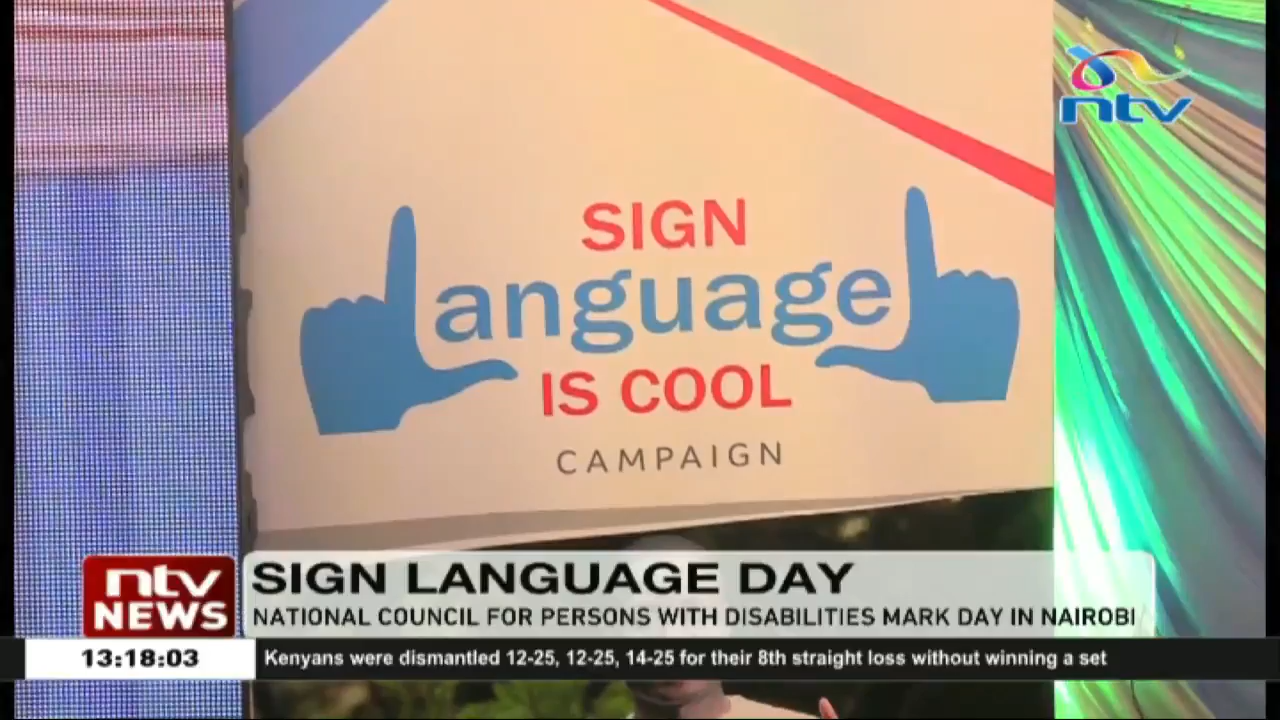 ntv
SIGN
anguage
IS COOL
CAMPAIGN
ntv
NEWS
SIGN LANGUAGE DAY
NATIONAL COUNCIL FOR PERSONS WITH DISABILITIES MARK DAY IN NAIROBI
13:18:03
Kenyans were dismantled 12-25, 12-25, 14-25 for their 8th straight loss without winning a set